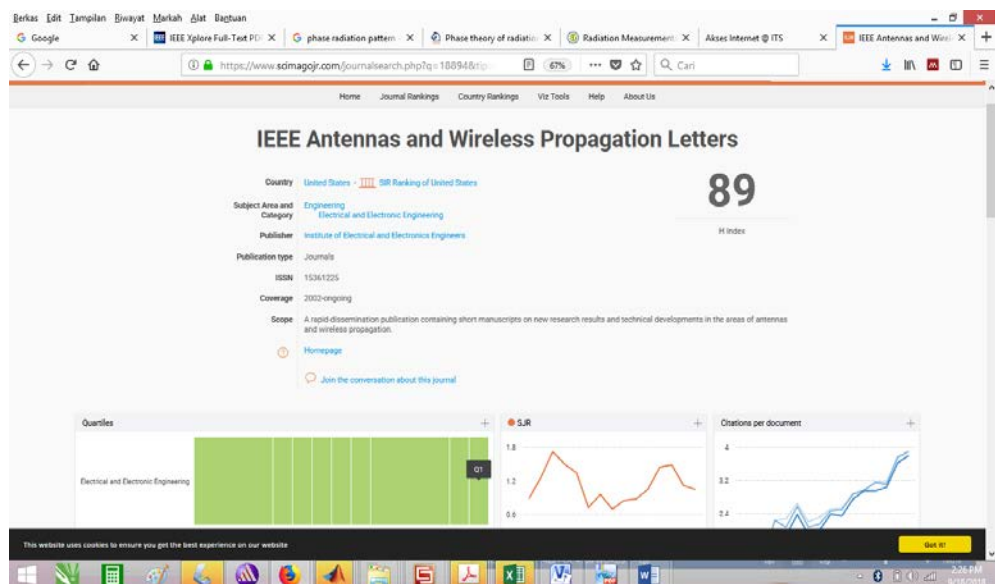 Berkas Edit Tampilan Riwayat Markah Alat Bantuan
Google
IEEE Xplore Full-Text PD
phase radiation pattern
Phase theory of radiatio
Radiation Measurement
Akses Internet @ ITS
IEEE Antennas and Wirel
https://www.scimagojr.com/journalsearch.php?q=18894&tip
67%
Cari
Home Journal Rankings Country Rankings Viz Tools Help About Us
IEEE Antennas and Wireless Propagation Letters
Country United States - SIR Ranking of United States
89
H Index
Subject Area and Category
Engineering
Electrical and Electronic Engineering
Publisher Institute of Electrical and Electronics Engineers
Publication type Journals
ISSN 15361225
Coverage 2002-ongoing
Scope A rapid-dissemination publication containing short manuscripts on new research results and technical developments in the areas of antennas
and wireless propagation.
Homepage
Join the conversation about this journal
Quartiles
Electrical and Electronic Engineering
Q1
SJR
1.8
1.2
0.6
Citations per document
4
3.2
2.4
This website uses cookies to ensure you get the best experience on our website
Got it!
2:26 PM